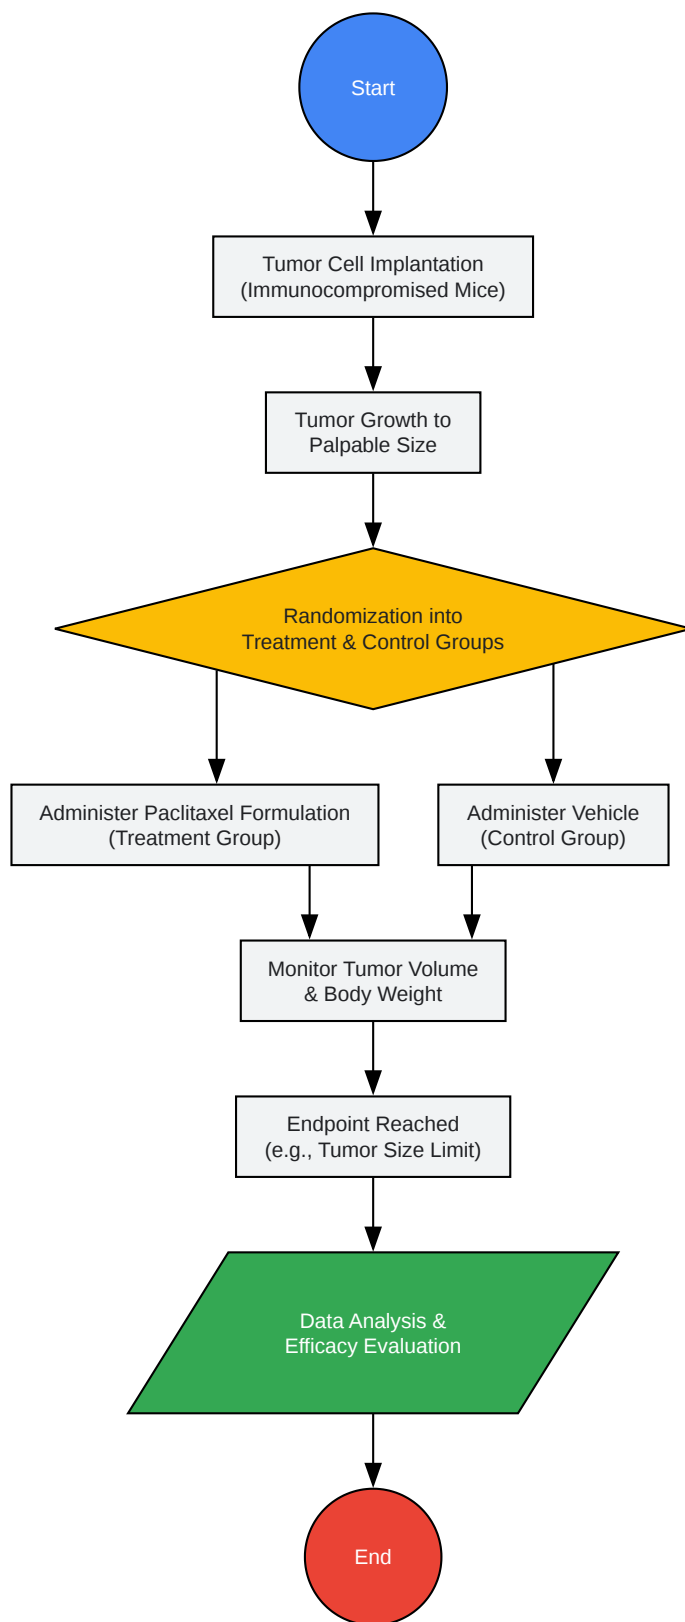 Start
Tumor Cell Implantation
(Immunocompromised Mice)
Tumor Growth to
Palpable Size
Randomization into
Treatment & Control Groups
Administer Paclitaxel Formulation
(Treatment Group)
Administer Vehicle
(Control Group)
Monitor Tumor Volume
& Body Weight
Endpoint Reached
(e.g., Tumor Size Limit)
Data Analysis &
Efficacy Evaluation
End